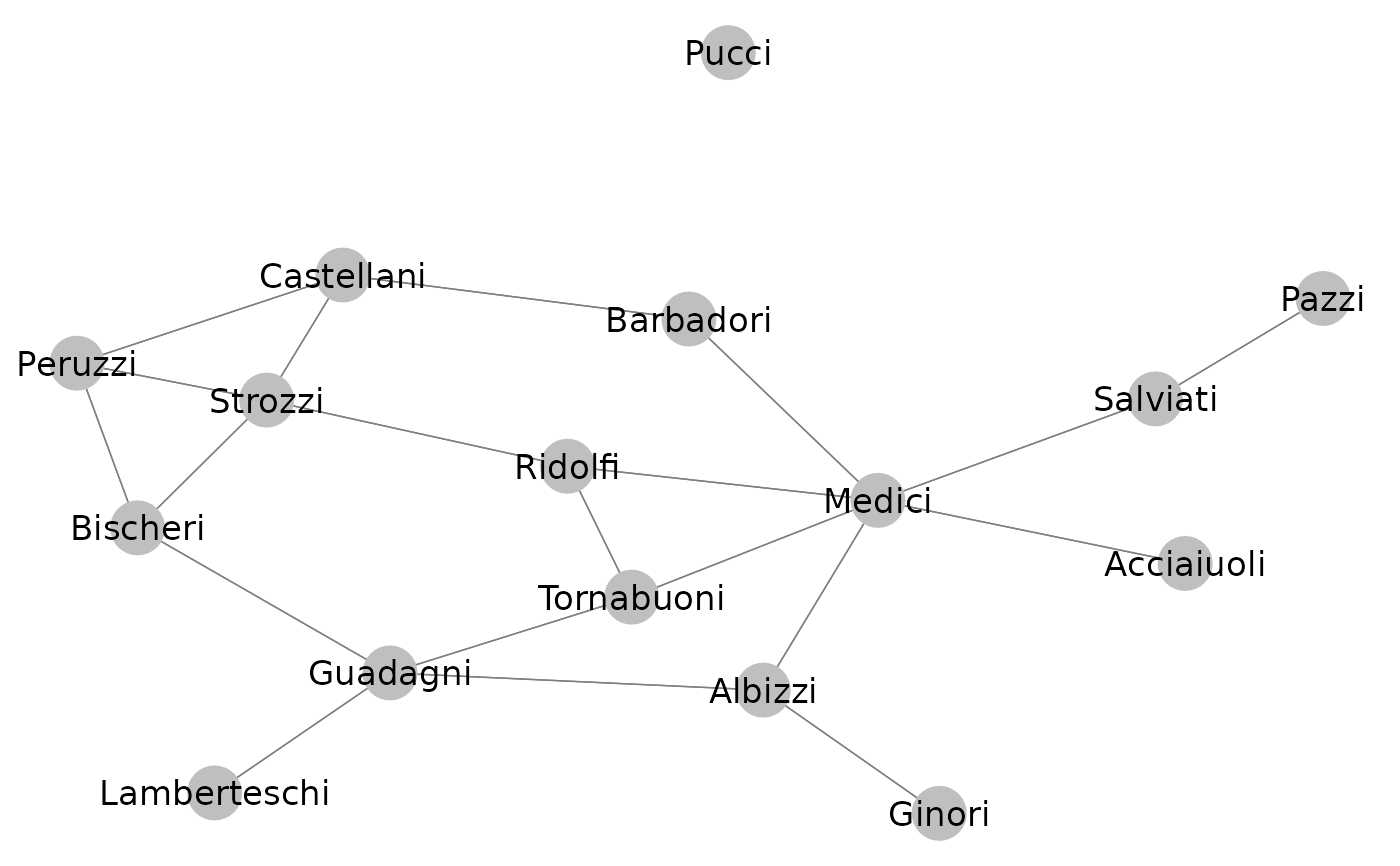 Pucci
Castellani
Pazzi
Barbadori
Peruzzi
Strozzi
Salviati
Ridolfi
Medici
Bischeri
Acciaiuoli
Tornabuoni
Guadagni
Albizzi
Lamberteschi
Ginori